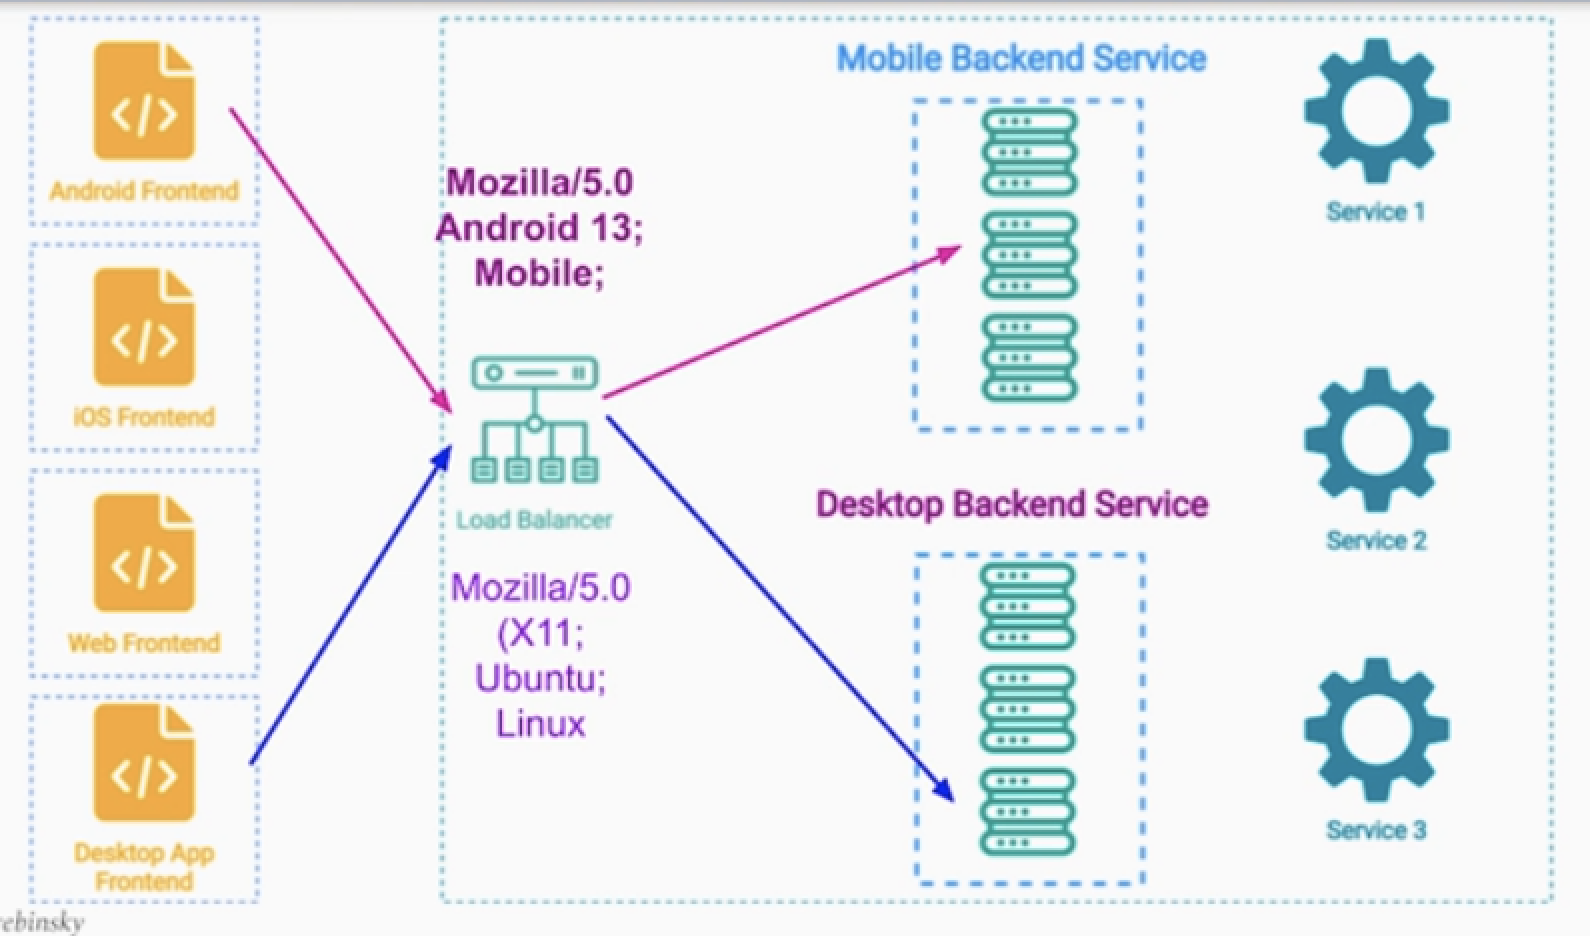 Android Frontend
iOS Frontend
Web Frontend
Desktop App
Frontend
Mozilla/5.0
Android 13;
Mobile;
Load Balancer
Mozilla/5.0
(X11;
Ubuntu;
Linux
Mobile Backend Service
Desktop Backend Service
Service 1
Service 2
Service 3